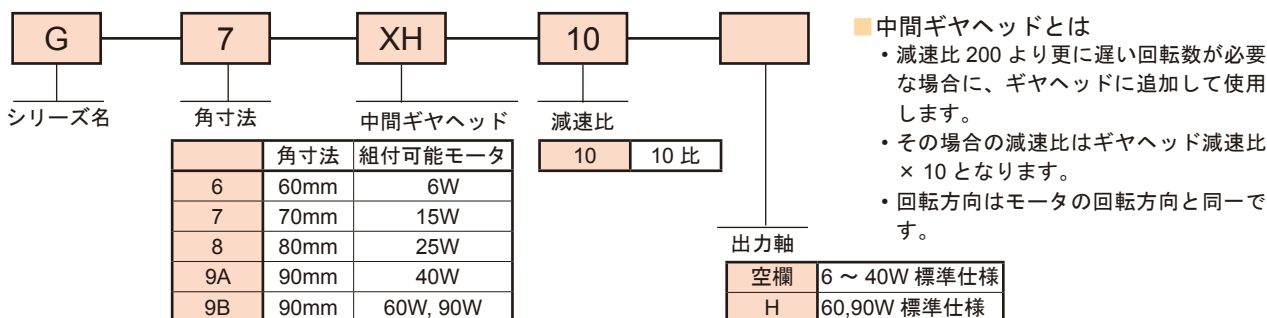 G 7 XH 10
シリーズ名 角寸法 中間ギヤヘッド 減速比
角寸法 組付可能モータ
6 60mm 6W
7 70mm 15W
8 80mm 25W
9A 90mm 40W
9B 90mm 60W, 90W
10 10 比
出力軸
空欄 6 ～ 40W 標準仕様
H 60,90W 標準仕様
■中間ギヤヘッドとは
・減速比 200 より更に遅い回転数が必要
な場合に、ギヤヘッドに追加して使用
します。
・その場合の減速比はギヤヘッド減速比
× 10 となります。
・回転方向はモータの回転方向と同一で
す。